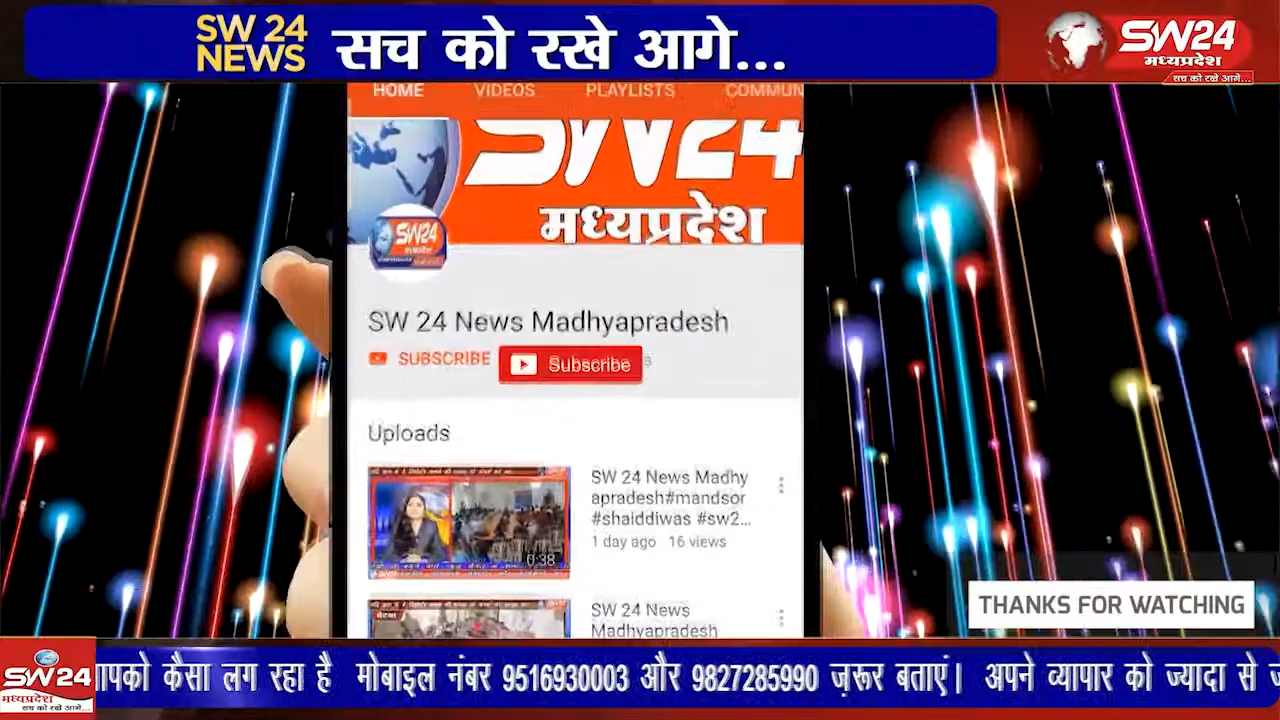 SW 24
NEWS
सच को रखे आगे...
SW24
मध्यप्रदेश
सच को रखे आगे...
HOME VIDEOS PLAYLISTS COMMUN
SW24
मध्यप्रदेश
SW24
SW 24 News Madhyapradesh
SUBSCRIBE
Subscribe
Uploads
SW 24 News Madhy
apradesh#mandsor
#shaiddiwas #sw2...
1 day ago 16 views
0:38
SW 24 News
Madhyapradesh
THANKS FOR WATCHING
SW24
मध्यप्रदेश
सच को रखे आगे...
कैसा लग रहा है मोबाइल नंबर 9516930003 और 9827285990 ज़रूर बताएं। अपने व्यापार को ज्यादा से